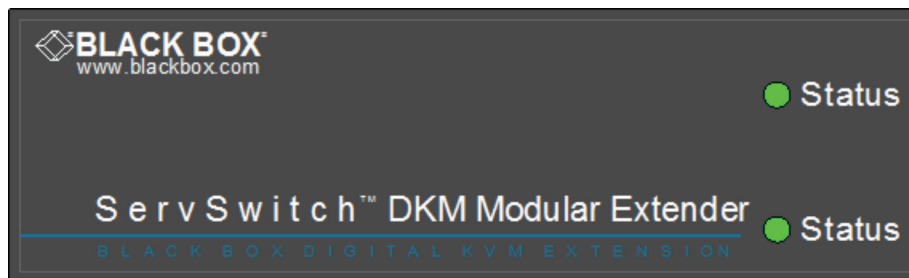 BLACK BOX®
www.blackbox.com
Status
ServSwitch™ DKM Modular Extender
Status
BLACK BOX DIGITAL KVM EXTENSION